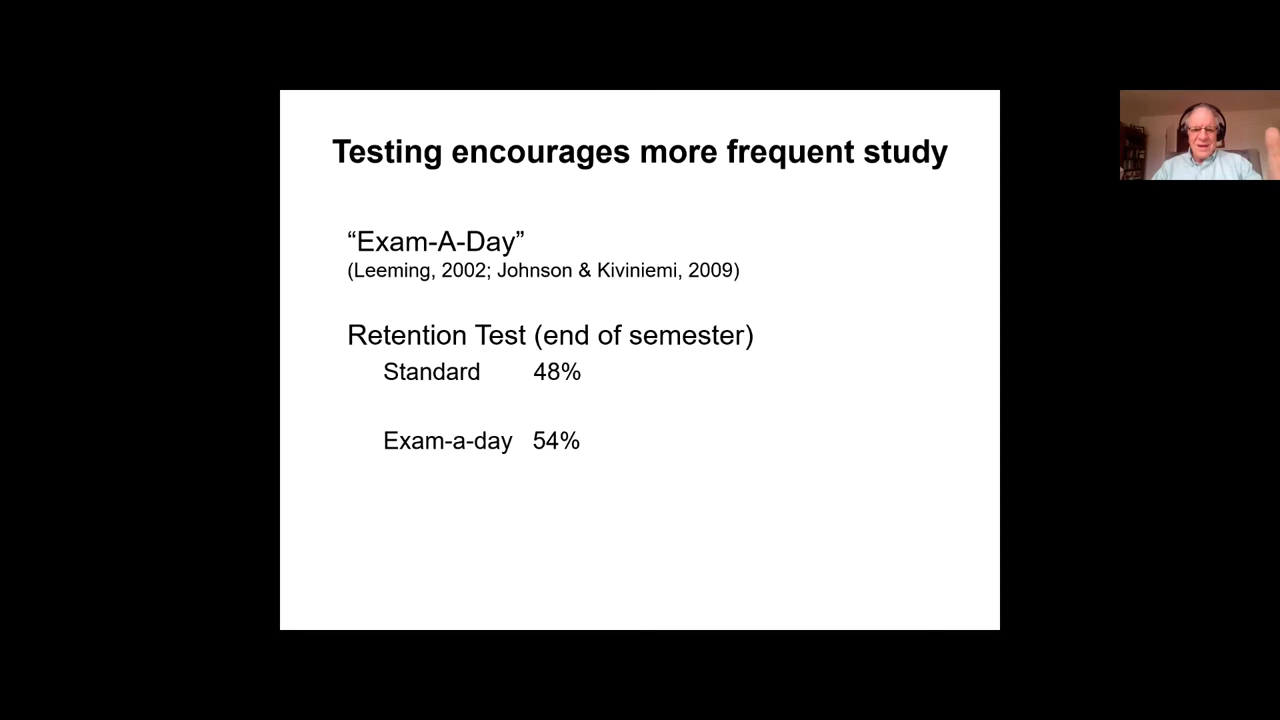 Testing encourages more frequent study
“Exam-A-Day”
(Leeming, 2002; Johnson & Kiviniemi, 2009)
Retention Test (end of semester)
Standard 48%
Exam-a-day 54%